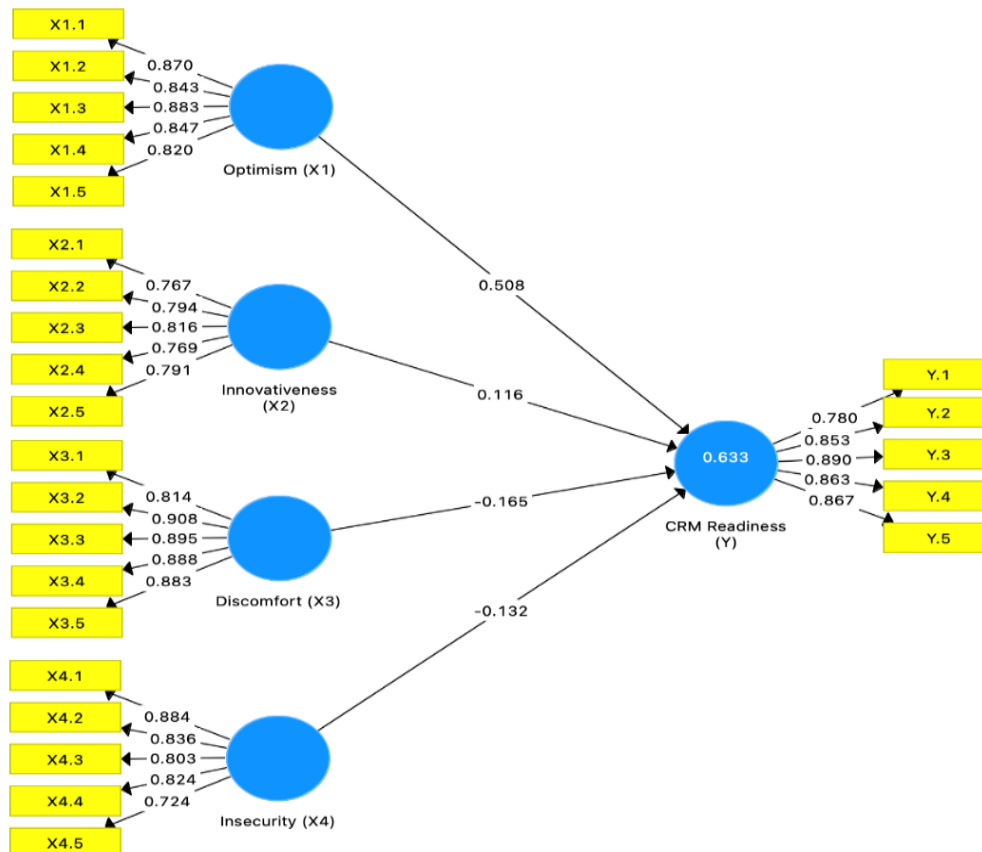 X1.1
X1.2
X1.3
X1.4
X1.5
0.870
0.843
0.883
0.847
0.820
Optimism (X1)
X2.1
X2.2
X2.3
X2.4
X2.5
0.767
0.794
0.816
0.769
0.791
Innovativeness
(X2)
X3.1
X3.2
X3.3
X3.4
X3.5
0.814
0.908
0.895
0.888
0.883
Discomfort (X3)
X4.1
X4.2
X4.3
X4.4
X4.5
0.884
0.836
0.803
0.824
0.724
Insecurity (X4)
0.508
0.116
-0.165
-0.132
0.633
CRM Readiness
(Y)
0.780
0.853
0.890
0.863
0.867
Y.1
Y.2
Y.3
Y.4
Y.5